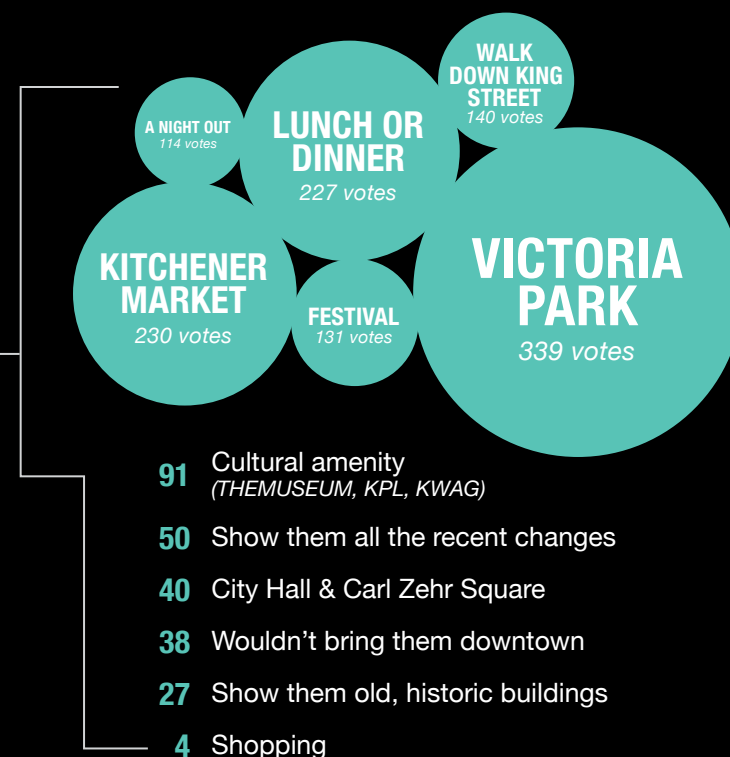 WALK
DOWN KING
STREET
140 votes
A NIGHT OUT
114 votes
LUNCH OR
DINNER
227 votes
VICTORIA
PARK
339 votes
KITCHENER
MARKET
230 votes
FESTIVAL
131 votes
91 Cultural amenity
(THEMUSEUM, KPL, KWAG)
50 Show them all the recent changes
40 City Hall & Carl Zehr Square
38 Wouldn't bring them downtown
27 Show them old, historic buildings
4 Shopping